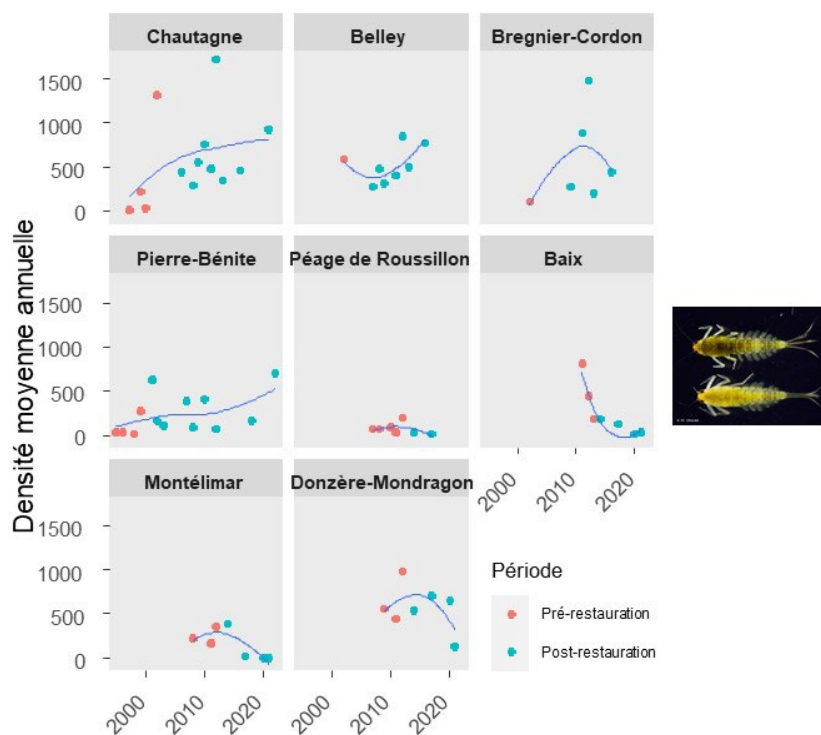 Densité moyenne annuelle
Chautagne
Belley
Bregnier-Cordon
1500
1000
500
0
Pierre-Bénite
Péage de Roussillon
Baix
1500
1000
500
0
2000
2010
2020
Montélimar
Donzère-Mondragon
1500
1000
500
0
2000
2010
2020
2000
2010
2020
Période
Pré-restauration
Post-restauration